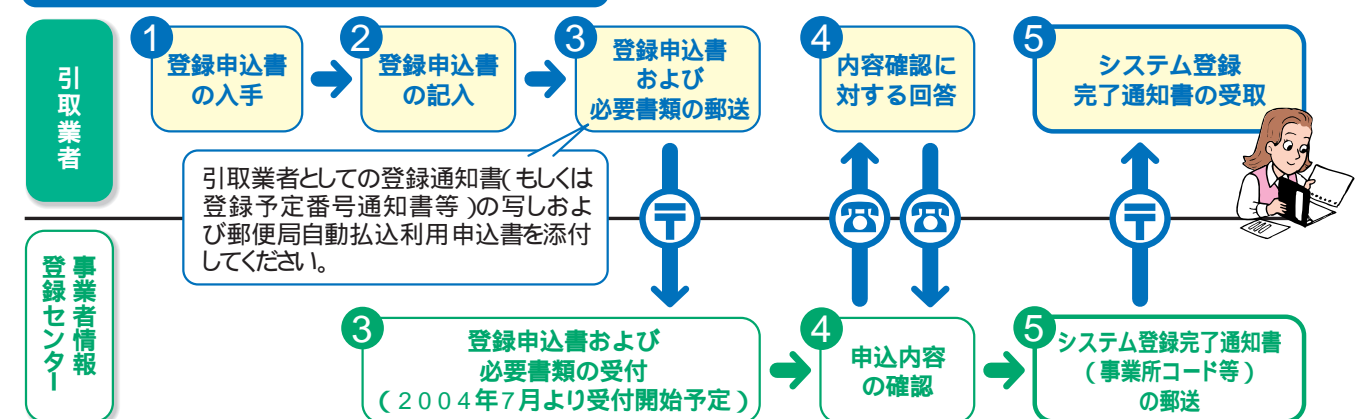 引取業者
1
登録申込書
の入手
2
登録申込書
の記入
3
登録申込書
および
必要書類の郵送
4
内容確認に
対する回答
5
システム登録
完了通知書の受取
引取業者としての登録通知書(もしくは
登録予定番号通知書等)の写しおよ
び郵便局自動払込利用申込書を添付
してください。
〒
〒
事業者情報
登録センター
3
登録申込書および
必要書類の受付
(2004年7月より受付開始予定)
4
申込内容
の確認
5
システム登録完了通知書
(事業所コード等)
の郵送